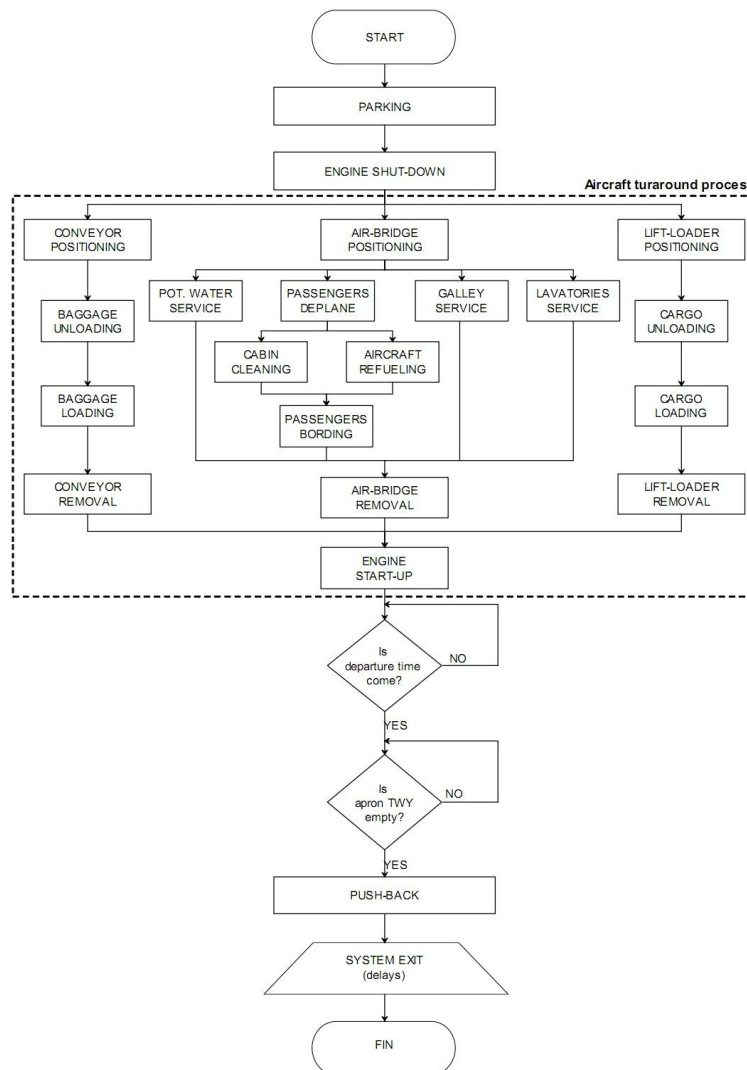 START
PARKING
ENGINE SHUT-DOWN
Aircraft turaround proces
CONVEYOR
POSITIONING
AIR-BRIDGE
POSITIONING
LIFT-LOADER
POSITIONING
POT. WATER
SERVICE
PASSENGERS
DEPLANE
GALLEY
SERVICE
LAVATORIES
SERVICE
BAGGAGE
UNLOADING
CARGO
UNLOADING
CABIN
CLEANING
AIRCRAFT
REFUELING
BAGGAGE
LOADING
PASSENGERS
BORDING
CARGO
LOADING
CONVEYOR
REMOVAL
AIR-BRIDGE
REMOVAL
LIFT-LOADER
REMOVAL
ENGINE
START-UP
Is
departure time
come?
NO
YES
Is
apron TWY
empty?
NO
YES
PUSH-BACK
SYSTEM EXIT
(delays)
FIN